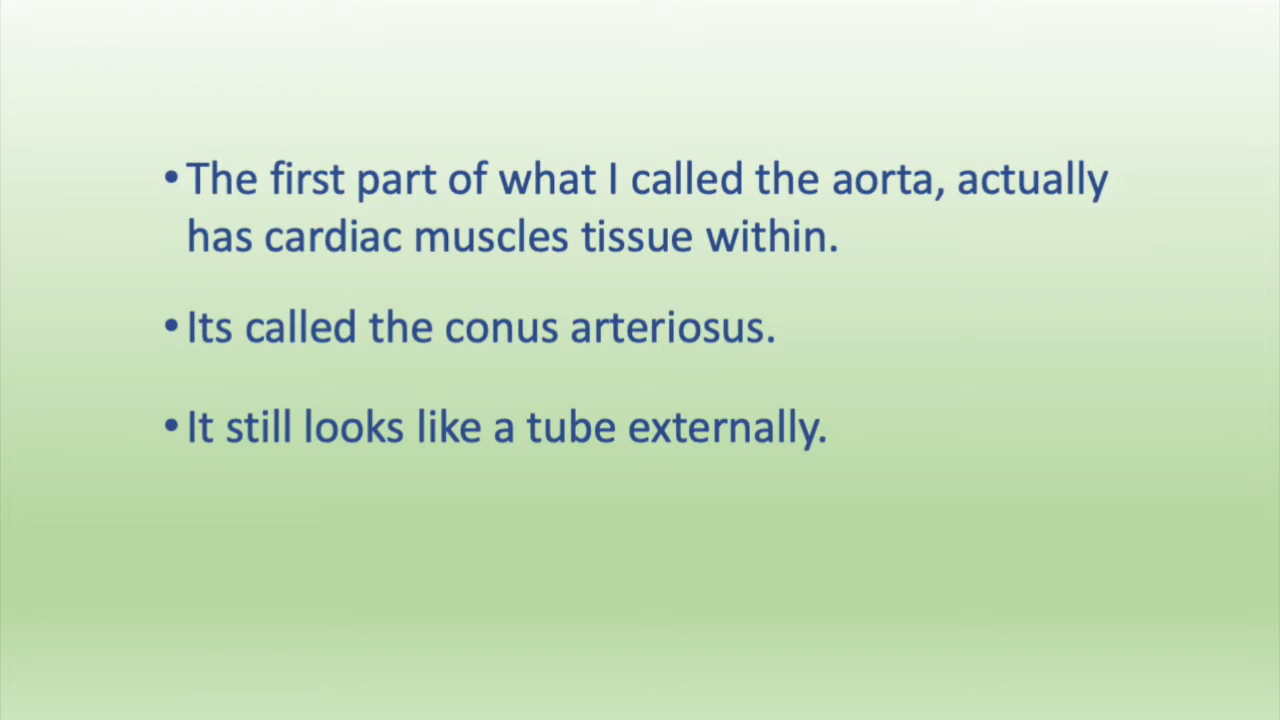 • The first part of what I called the aorta, actually
has cardiac muscles tissue within.
• Its called the conus arteriosus.
• It still looks like a tube externally.